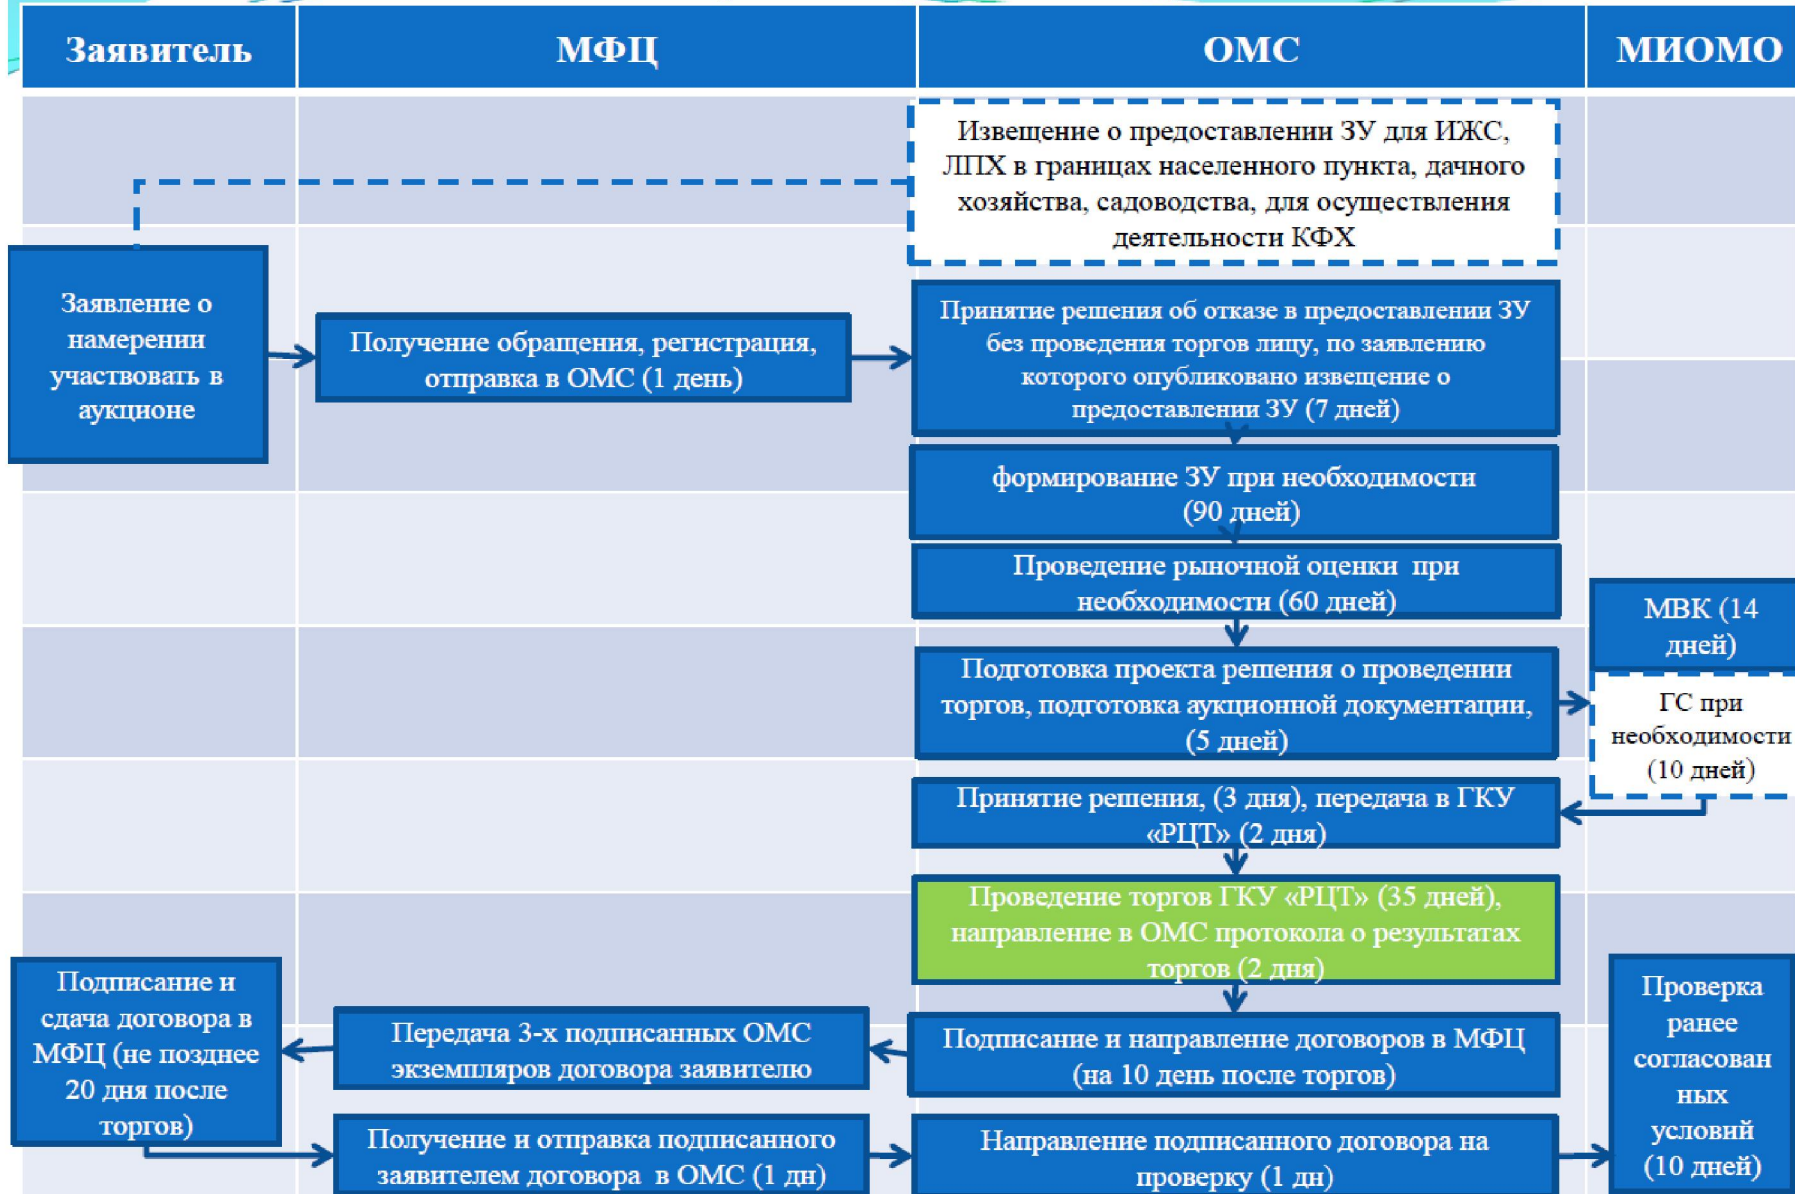 Заявитель
МФЦ
ОМС
МИОМО
Извещение о предоставлении ЗУ для ИЖС,
ЛПХ в границах населенного пункта, дачного
хозяйства, садоводства, для осуществления
деятельности КФХ
Заявление о
намерении
участвовать в
аукционе
Получение обращения, регистрация,
отправка в ОМС (1 день)
Принятие решения об отказе в предоставлении ЗУ
без проведения торгов лицу, по заявлению
которого опубликовано извещение о
предоставлении ЗУ (7 дней)
формирование ЗУ при необходимости
(90 дней)
Проведение рыночной оценки при
необходимости (60 дней)
МВК (14
дней)
Подготовка проекта решения о проведении
торгов, подготовка аукционной документации,
(5 дней)
ГС при
необходимости
(10 дней)
Принятие решения, (3 дня), передача в ГКУ
«РЦТ» (2 дня)
Проведение торгов ГКУ «РЦТ» (35 дней),
направление в ОМС протокола о результатах
торгов (2 дня)
Подписание и
сдача договора в
МФЦ (не позднее
20 дня после
торгов)
Передача 3-х подписанных ОМС
экземпляров договора заявителю
Подписание и направление договоров в МФЦ
(на 10 день после торгов)
Проверка
ранее
согласован
ных
условий
(10 дней)
Получение и отправка подписанного
заявителем договора в ОМС (1 дн)
Направление подписанного договора на
проверку (1 дн)